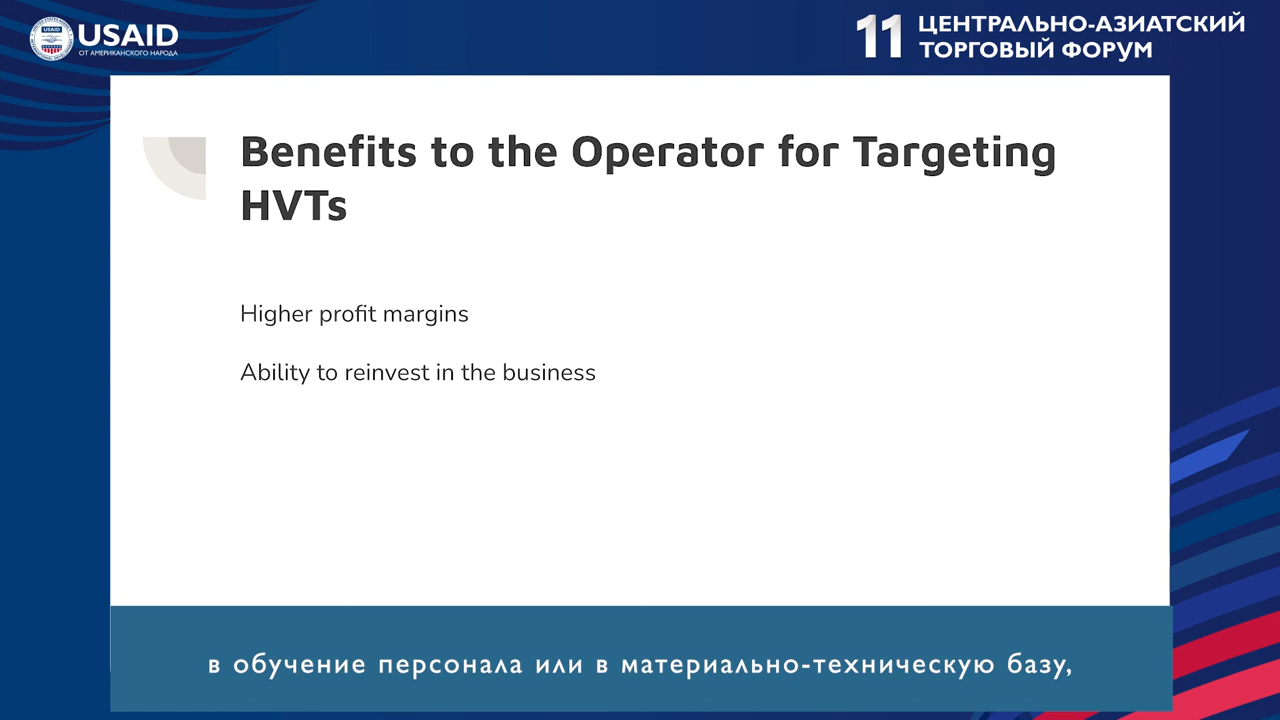 USAID
USAID
ОТ АМЕРИКАНСКОГО НАРОДА
11 ЦЕНТРАЛЬНО-АЗИАТСКИЙ
ТОРГОВЫЙ ФОРУМ
Benefits to the Operator for Targeting
HVTs
Higher profit margins
Ability to reinvest in the business
в обучение персонала или в материально-техническую базу,